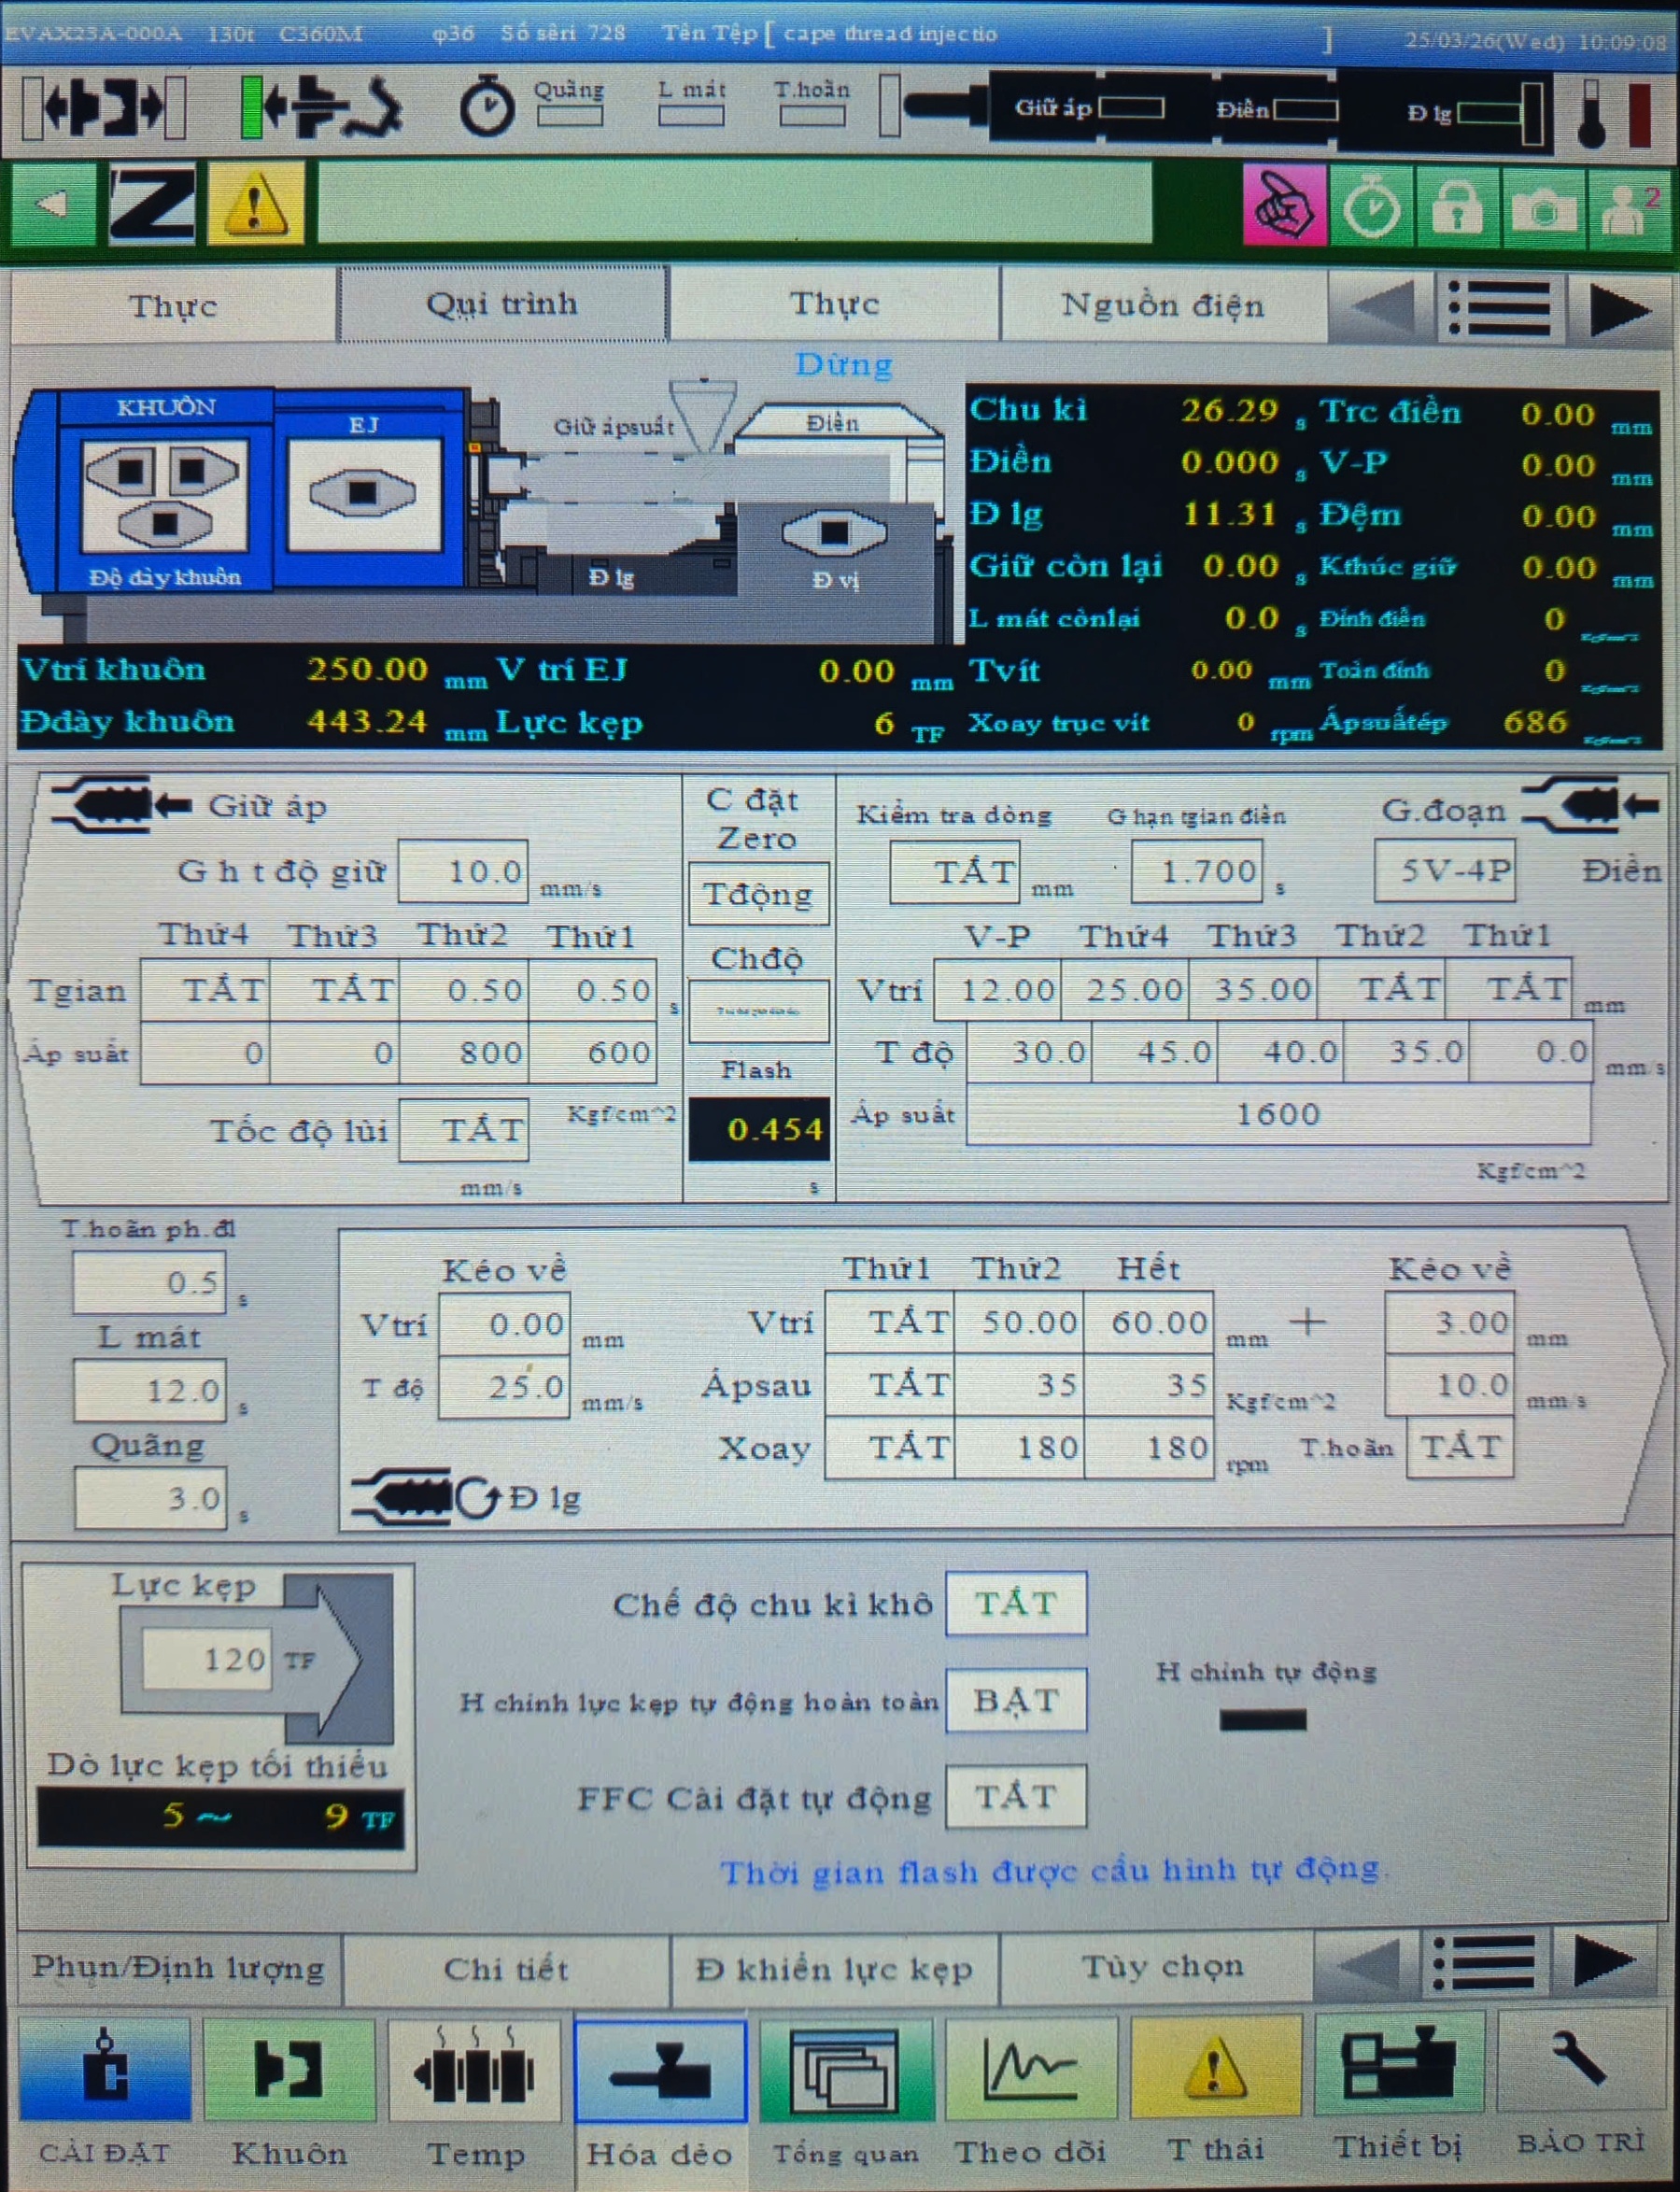 EVAX25A-000A 130t C360M φ36 Số sêri 728 Tên Tệp [ cape thread injectio ] 25/03/26(Wed) 10:09:08
Quãng L mát T.hoãn Giữ áp Điền Đ lg
2
Thực Qui trình Thực Nguồn điện
Dừng
KHUÔN EJ Giữ ápsuất Điền
Độ dày khuôn Đ lg Đ vị
Chu kì 26.29 s Trc điền 0.00 mm
Điền 0.000 s V-P 0.00 mm
Đ lg 11.31 s Đệm 0.00 mm
Giữ còn lại 0.00 s Kthúc giữ 0.00 mm
L mát cònlại 0.0 s Đỉnh điền 0
Vtrí khuôn 250.00 mm V trí EJ 0.00 mm Tvít 0.00 mm Toàn đỉnh 0
Đdày khuôn 443.24 mm Lực kẹp 6 TF Xoay trục vít 0 rpm Ápsuấtép 686
Giữ áp
G h t độ giữ 10.0 mm/s
Thứ4 Thứ3 Thứ2 Thứ1
Tgian TẮT TẮT 0.50 0.50 s
Áp suất 0 0 800 600
Tốc độ lùi TẮT Kgf/cm^2
mm/s
C đặt
Zero
Tđộng
Chđộ
Flash
0.454
s
Kiểm tra dòng G hạn tgian điền G.đoạn
TẮT mm 1.700 s 5V-4P Điền
V-P Thứ4 Thứ3 Thứ2 Thứ1
Vtrí 12.00 25.00 35.00 TẮT TẮT mm
T độ 30.0 45.0 40.0 35.0 0.0 mm/s
Áp suất 1600
Kgf/cm^2
T.hoãn ph.đl
0.5 s
L mát
12.0 s
Quãng
3.0 s
Kéo về
Vtrí 0.00 mm
T độ 25.0 mm/s
Đ lg
Thứ1 Thứ2 Hết Kéo về
Vtrí TẮT 50.00 60.00 mm + 3.00 mm
Ápsau TẮT 35 35 Kgf/cm^2 10.0 mm/s
Xoay TẮT 180 180 rpm T.hoãn TẮT
Lực kẹp
120 TF
Dò lực kẹp tối thiểu
5 ~ 9 TF
Chế độ chu kì khô TẮT
H chỉnh lực kẹp tự động hoàn toàn BẬT
H chỉnh tự động
FFC Cài đặt tự động TẮT
Thời gian flash được cấu hình tự động.
Phun/Định lượng Chi tiết Đ khiển lực kẹp Tùy chọn
CÀI ĐẶT Khuôn Temp Hóa dẻo Tổng quan Theo dõi T thái Thiết bị BẢO TRÌ